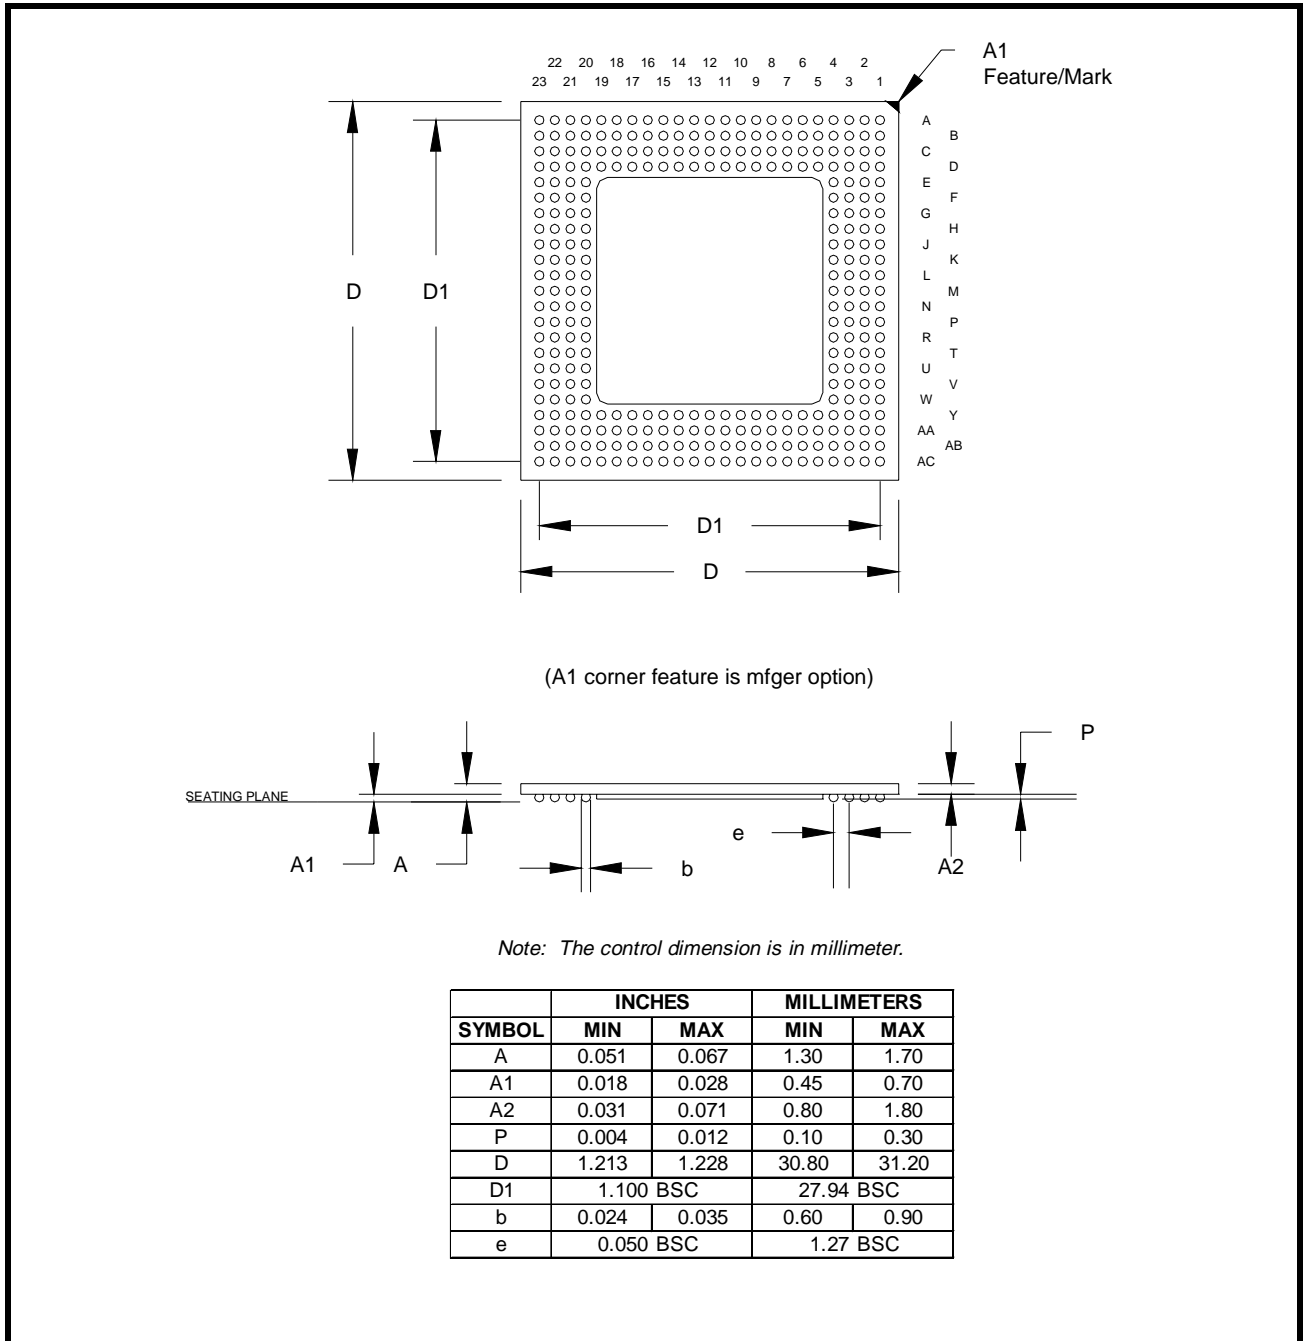 A1
Feature/Mark
22 20 18 16 14 12 10 8 6 4 2
23 21 19 17 15 13 11 9 7 5 3 1
A
B
C
D
E
F
G
H
J
K
L
M
N
P
R
T
U
V
W
Y
AA
AB
AC
D
D1
D1
D
(A1 corner feature is mfger option)
P
SEATING PLANE
e
A1
A
b
A2
Note: The control dimension is in millimeter.
INCHES MILLIMETERS
SYMBOL MIN MAX MIN MAX
A 0.051 0.067 1.30 1.70
A1 0.018 0.028 0.45 0.70
A2 0.031 0.071 0.80 1.80
P 0.004 0.012 0.10 0.30
D 1.213 1.228 30.80 31.20
D1 1.100 BSC 27.94 BSC
b 0.024 0.035 0.60 0.90
e 0.050 BSC 1.27 BSC